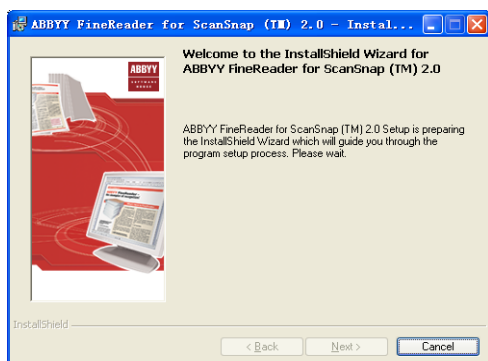 ABBYY FineReader for ScanSnap (TM) 2.0 - Instal...
Welcome to the InstallShield Wizard for
ABBYY FineReader for ScanSnap (TM) 2.0
ABBYY
SOFTWARE
HOUSE
ABBYY FineReader for ScanSnap (TM) 2.0 Setup is preparing
the InstallShield Wizard which will guide you through the
program setup process. Please wait.
InstallShield
< Back
Next >
Cancel